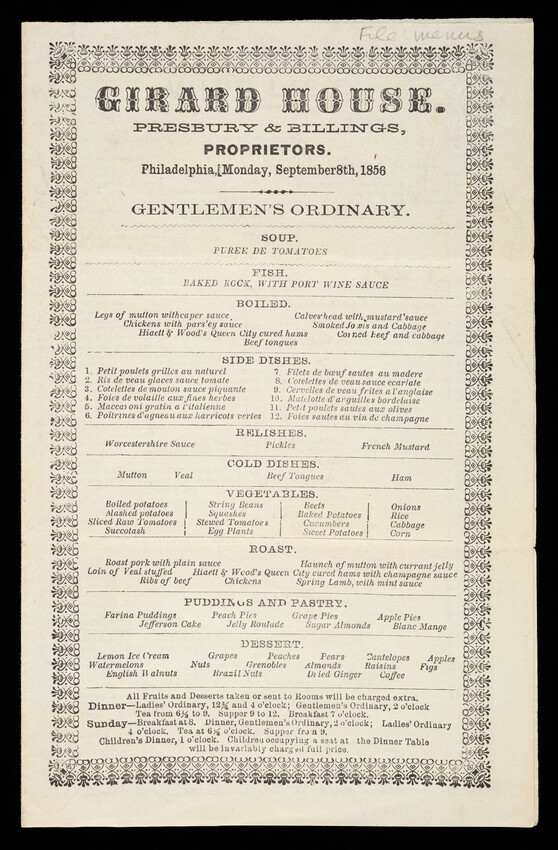 File menus
GIRARD HOUSE.
PRESBURY & BILLINGS,
PROPRIETORS.
Philadelphia, Monday, September 8th, 1856
GENTLEMEN'S ORDINARY.
SOUP.
PUREE DE TOMATOES
FISH.
BAKED ROCK, WITH PORT WINE SAUCE
BOILED.
Legs of mutton with caper sauce. Calves head with mustard sauce
Chickens with parsley sauce Smoked Jowls and Cabbage
Hiaett & Wood's Queen City cured hams Corned beef and cabbage
Beef tongues
SIDE DISHES.
1. Petit poulets grilles au naturel 7. Filets de bœuf sautes au madere
2. Ris de veau glaces sauce tomate 8. Cotelettes de veau sauce ecarlate
3. Cotelettes de mouton sauce piquante 9. Cervelles de veau frites a l'anglaise
4. Foies de volaille aux fines herbes 10. Matelotte d'anguilles bordelaise
5. Maccaroni gratin a l'italienne 11. Petit poulets sautes aux olives
6. Poitrines d'agneau aux harricots vertes 12. Foies sautes au vin de champagne
RELISHES.
Worcestershire Sauce Pickles French Mustard
COLD DISHES.
Mutton Veal Beef Tongues Ham
VEGETABLES.
Boiled potatoes String Beans Beets Onions
Mashed potatoes Squashes Baked Potatoes Rice
Sliced Raw Tomatoes Stewed Tomatoes Cucumbers Cabbage
Succotash Egg Plants Sweet Potatoes Corn
ROAST.
Roast pork with plain sauce Haunch of mutton with currant jelly
Loin of Veal stuffed Hiaett & Wood's Queen City cured hams with champagne sauce
Ribs of beef Chickens Spring Lamb, with mint sauce
PUDDINGS AND PASTRY.
Farina Puddings Peach Pies Grape Pies Apple Pies
Jefferson Cake Jelly Roulade Sugar Almonds Blanc Mange
DESSERT.
Lemon Ice Cream Grapes Peaches Pears Cantelopes Apples
Watermelons Nuts Grenobles Almonds Raisins Figs
English Walnuts Brazil Nuts Dried Ginger Coffee
All Fruits and Desserts taken or sent to Rooms will be charged extra.
Dinner—Ladies' Ordinary, 12¾ and 4 o'clock; Gentlemen's Ordinary, 2 o'clock
Tea from 6½ to 9. Supper 9 to 12. Breakfast 7 o'clock.
Sunday—Breakfast at 8. Dinner, Gentlemen's Ordinary, 2 o'clock; Ladies' Ordinary
4 o'clock. Tea at 6½ o'clock. Supper from 9.
Children's Dinner, 1 o'clock. Children occupying a seat at the Dinner Table
will be invariably charged full price.